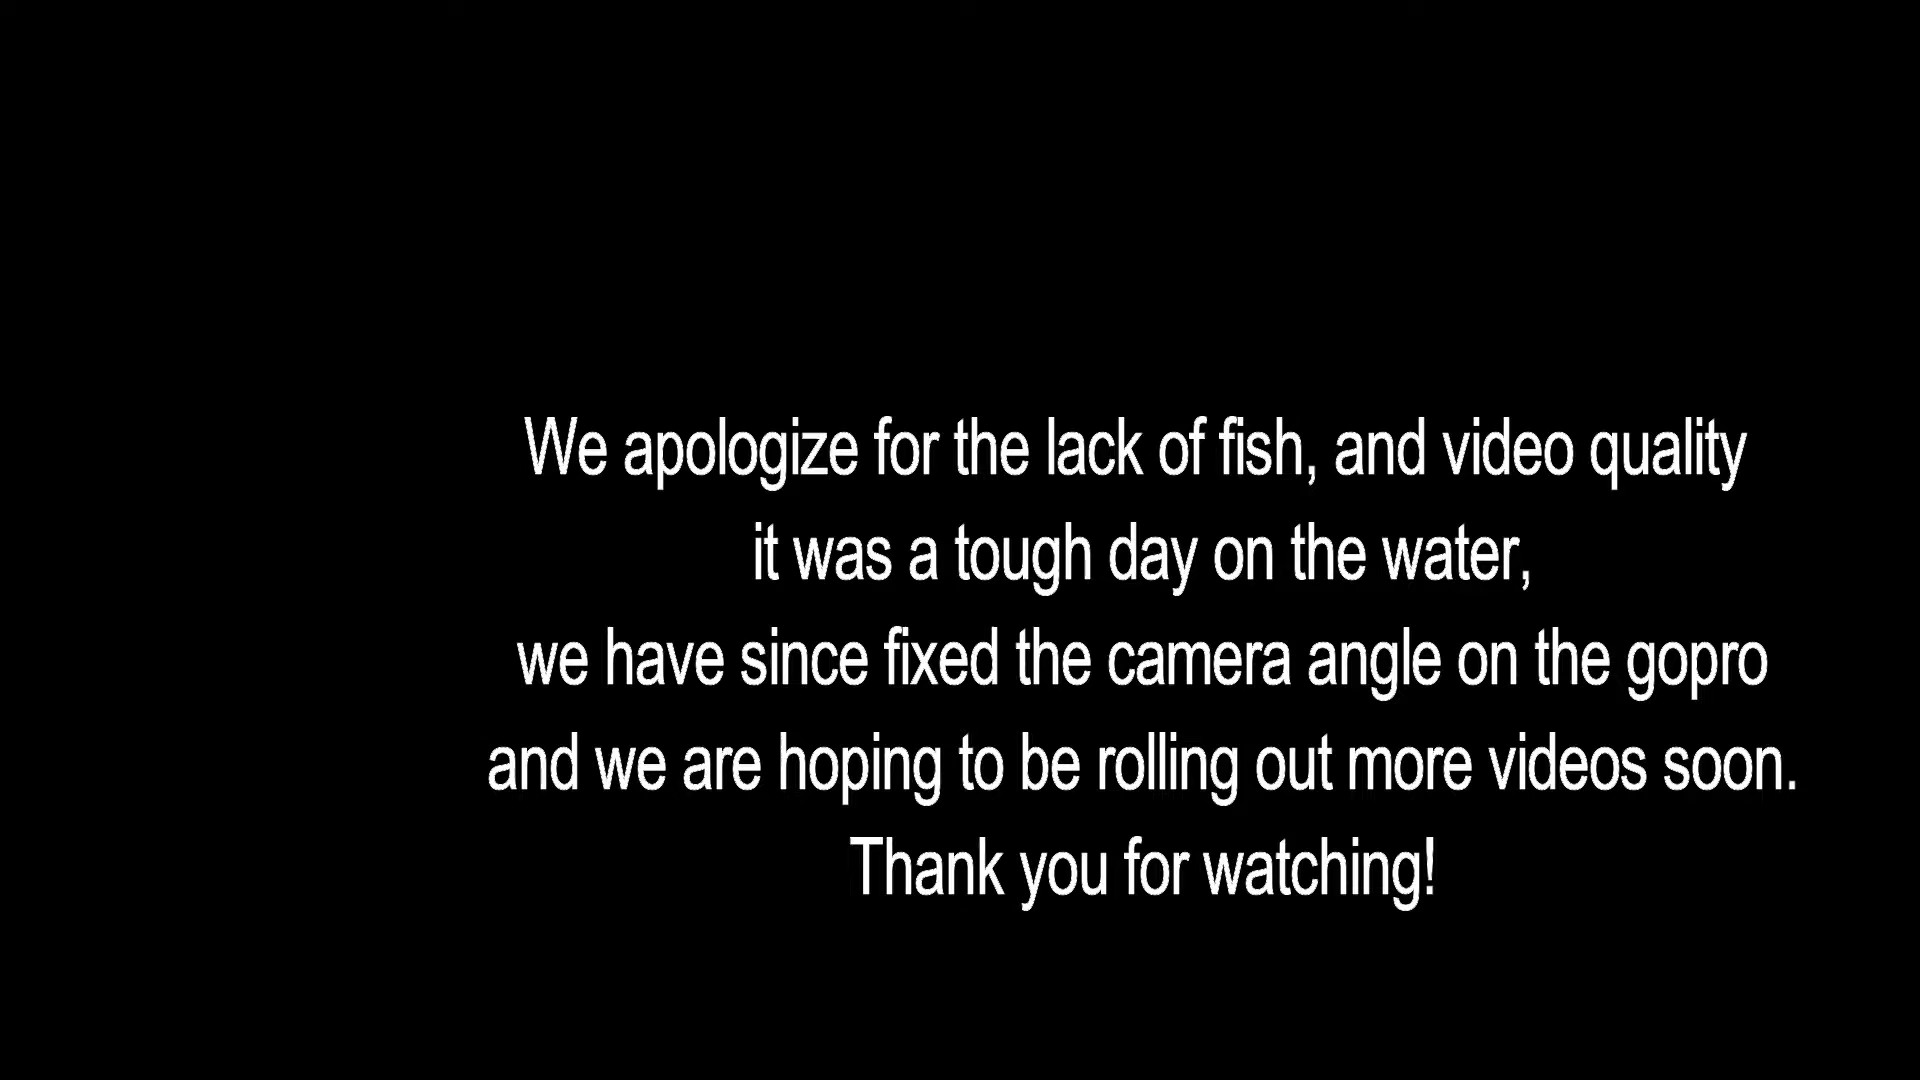 We apologize for the lack of fish, and video quality
it was a tough day on the water,
we have since fixed the camera angle on the gopro
and we are hoping to be rolling out more videos soon.
Thank you for watching!